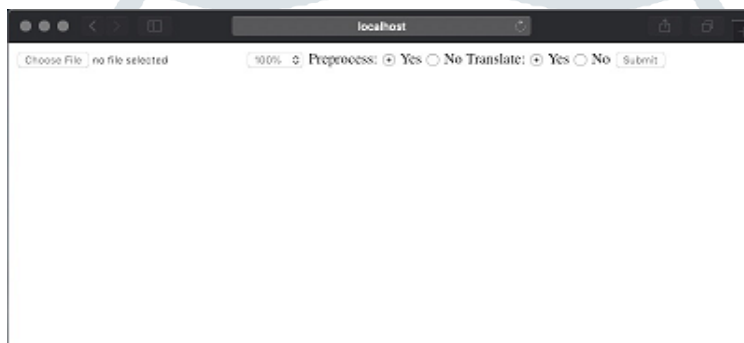 localhost
Choose File no file selected 100% Preprocess: Yes No Translate: Yes No Submit